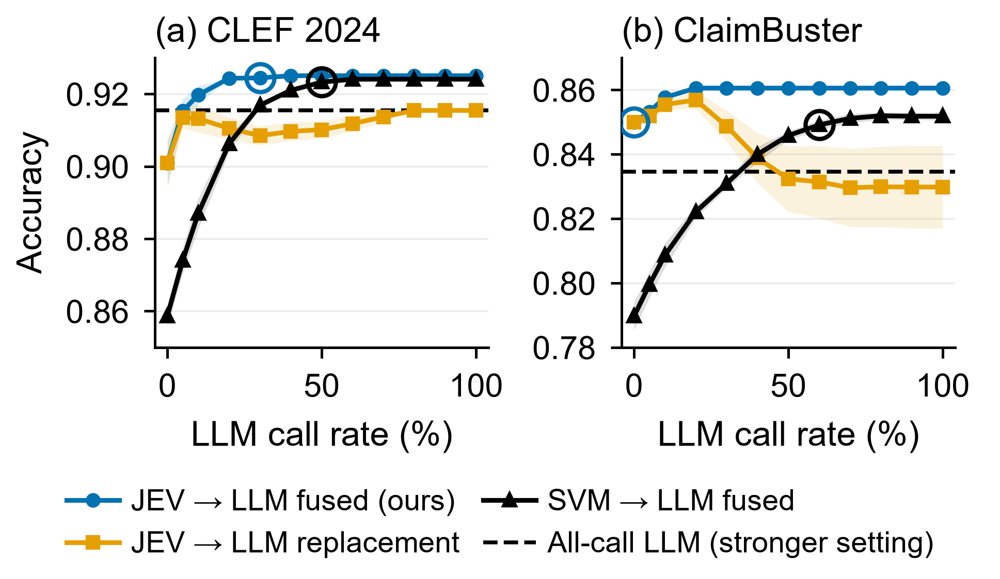 (a) CLEF 2024
(b) ClaimBuster
Accuracy
0.92
0.90
0.88
0.86
0 50 100
LLM call rate (%)
0.86
0.84
0.82
0.80
0.78
0 50 100
LLM call rate (%)
JEV → LLM fused (ours)
SVM → LLM fused
JEV → LLM replacement
All-call LLM (stronger setting)